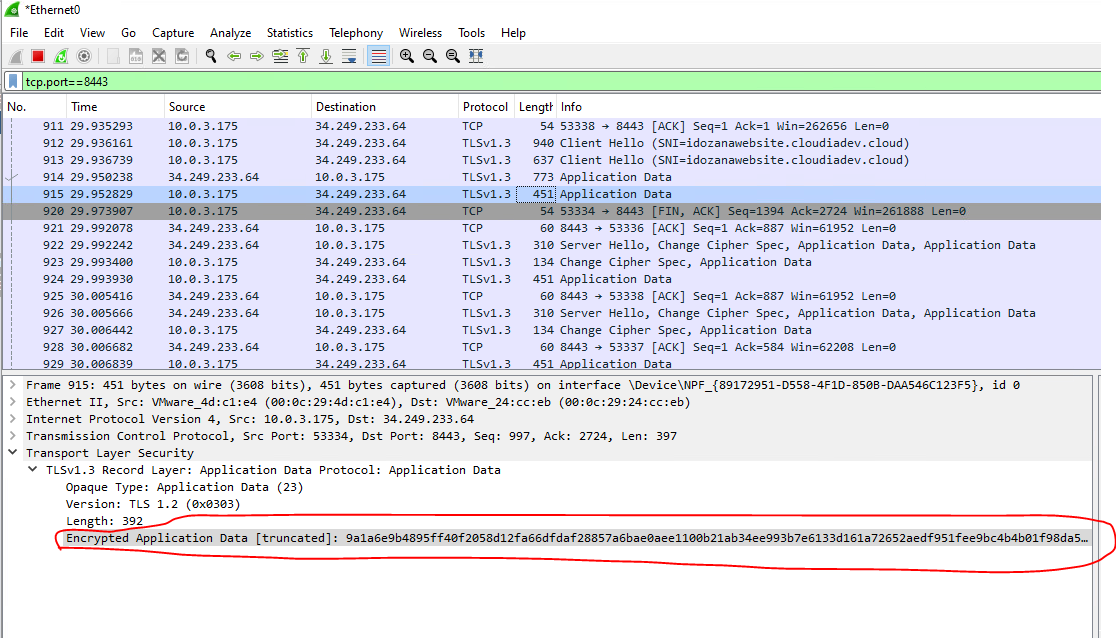 *Ethernet0
File Edit View Go Capture Analyze Statistics Telephony Wireless Tools Help
tcp.port==8443
No. Time Source Destination Protocol Length Info
911 29.935293 10.0.3.175 34.249.233.64 TCP 54 53338 → 8443 [ACK] Seq=1 Ack=1 Win=262656 Len=0
912 29.936161 10.0.3.175 34.249.233.64 TLSv1.3 940 Client Hello (SNI=idozanawebsite.cloudiadev.cloud)
913 29.936739 10.0.3.175 34.249.233.64 TLSv1.3 637 Client Hello (SNI=idozanawebsite.cloudiadev.cloud)
914 29.950238 34.249.233.64 10.0.3.175 TLSv1.3 773 Application Data
915 29.952829 10.0.3.175 34.249.233.64 TLSv1.3 451 Application Data
920 29.973907 10.0.3.175 34.249.233.64 TCP 54 53334 → 8443 [FIN, ACK] Seq=1394 Ack=2724 Win=261888 Len=0
921 29.992078 34.249.233.64 10.0.3.175 TCP 60 8443 → 53336 [ACK] Seq=1 Ack=887 Win=61952 Len=0
922 29.992242 34.249.233.64 10.0.3.175 TLSv1.3 310 Server Hello, Change Cipher Spec, Application Data, Application Data
923 29.993400 10.0.3.175 34.249.233.64 TLSv1.3 134 Change Cipher Spec, Application Data
924 29.993930 10.0.3.175 34.249.233.64 TLSv1.3 451 Application Data
925 30.005416 34.249.233.64 10.0.3.175 TCP 60 8443 → 53338 [ACK] Seq=1 Ack=887 Win=61952 Len=0
926 30.005666 34.249.233.64 10.0.3.175 TLSv1.3 310 Server Hello, Change Cipher Spec, Application Data, Application Data
927 30.006442 10.0.3.175 34.249.233.64 TLSv1.3 134 Change Cipher Spec, Application Data
928 30.006682 34.249.233.64 10.0.3.175 TCP 60 8443 → 53337 [ACK] Seq=1 Ack=584 Win=62208 Len=0
929 30.006839 10.0.3.175 34.249.233.64 TLSv1.3 451 Application Data
Frame 915: 451 bytes on wire (3608 bits), 451 bytes captured (3608 bits) on interface \Device\NPF_{89172951-D558-4F1D-850B-DAA546C123F5}, id 0
Ethernet II, Src: VMware_4d:c1:e4 (00:0c:29:4d:c1:e4), Dst: VMware_24:cc:eb (00:0c:29:24:cc:eb)
Internet Protocol Version 4, Src: 10.0.3.175, Dst: 34.249.233.64
Transmission Control Protocol, Src Port: 53334, Dst Port: 8443, Seq: 997, Ack: 2724, Len: 397
Transport Layer Security
TLSv1.3 Record Layer: Application Data Protocol: Application Data
Opaque Type: Application Data (23)
Version: TLS 1.2 (0x0303)
Length: 392
Encrypted Application Data [truncated]: 9a1a6e9b4895ff40f2058d12fa66dfdaf28857a6bae0aee1100b21ab34ee993b7e6133d161a72652aedf951fee9bc4b4b01f98da5…